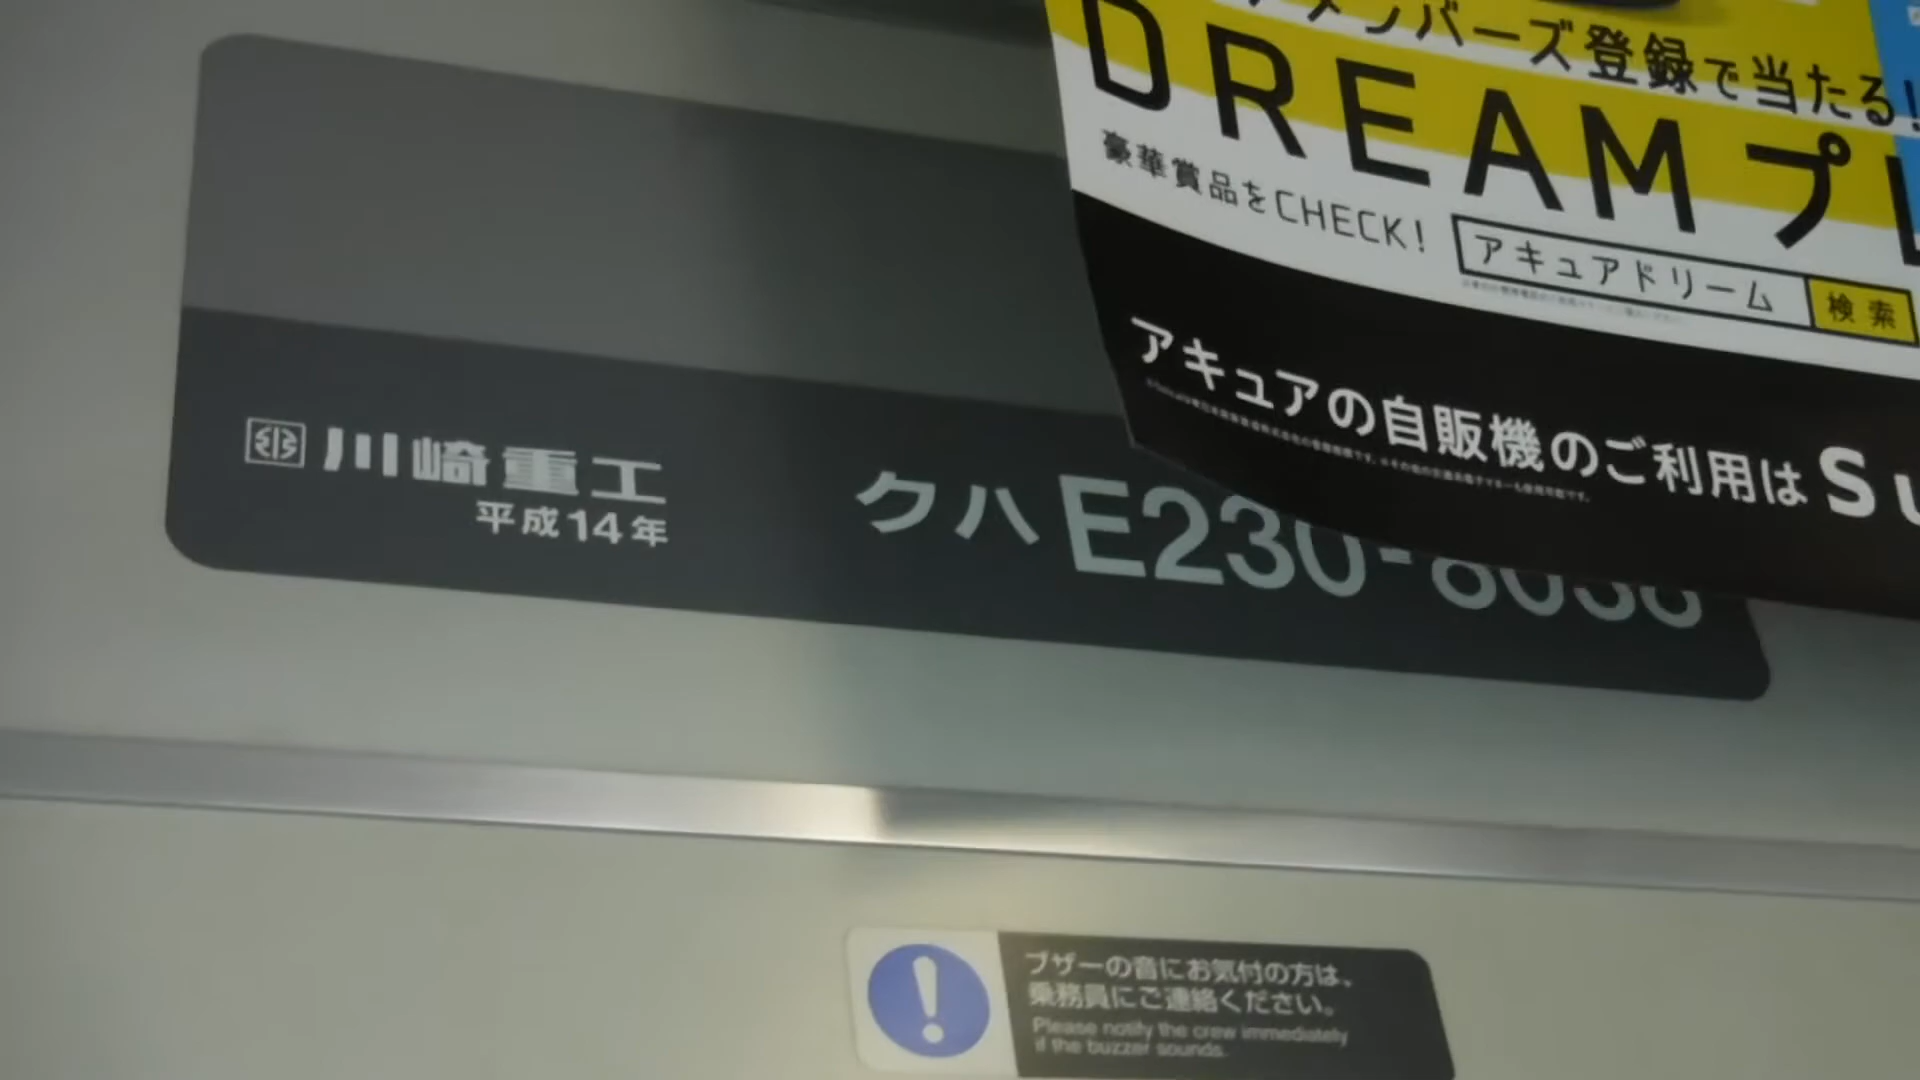 メンバーズ登録で当たる!
DREAMプレ
豪華賞品をCHECK!
アキュアドリーム 検索
アキュアの自販機のご利用は Su
川崎重工
平成14年
クハE230-80
ブザーの音にお気付の方は、
乗務員にご連絡ください。
Please notify the crew immediately
if the buzzer sounds.